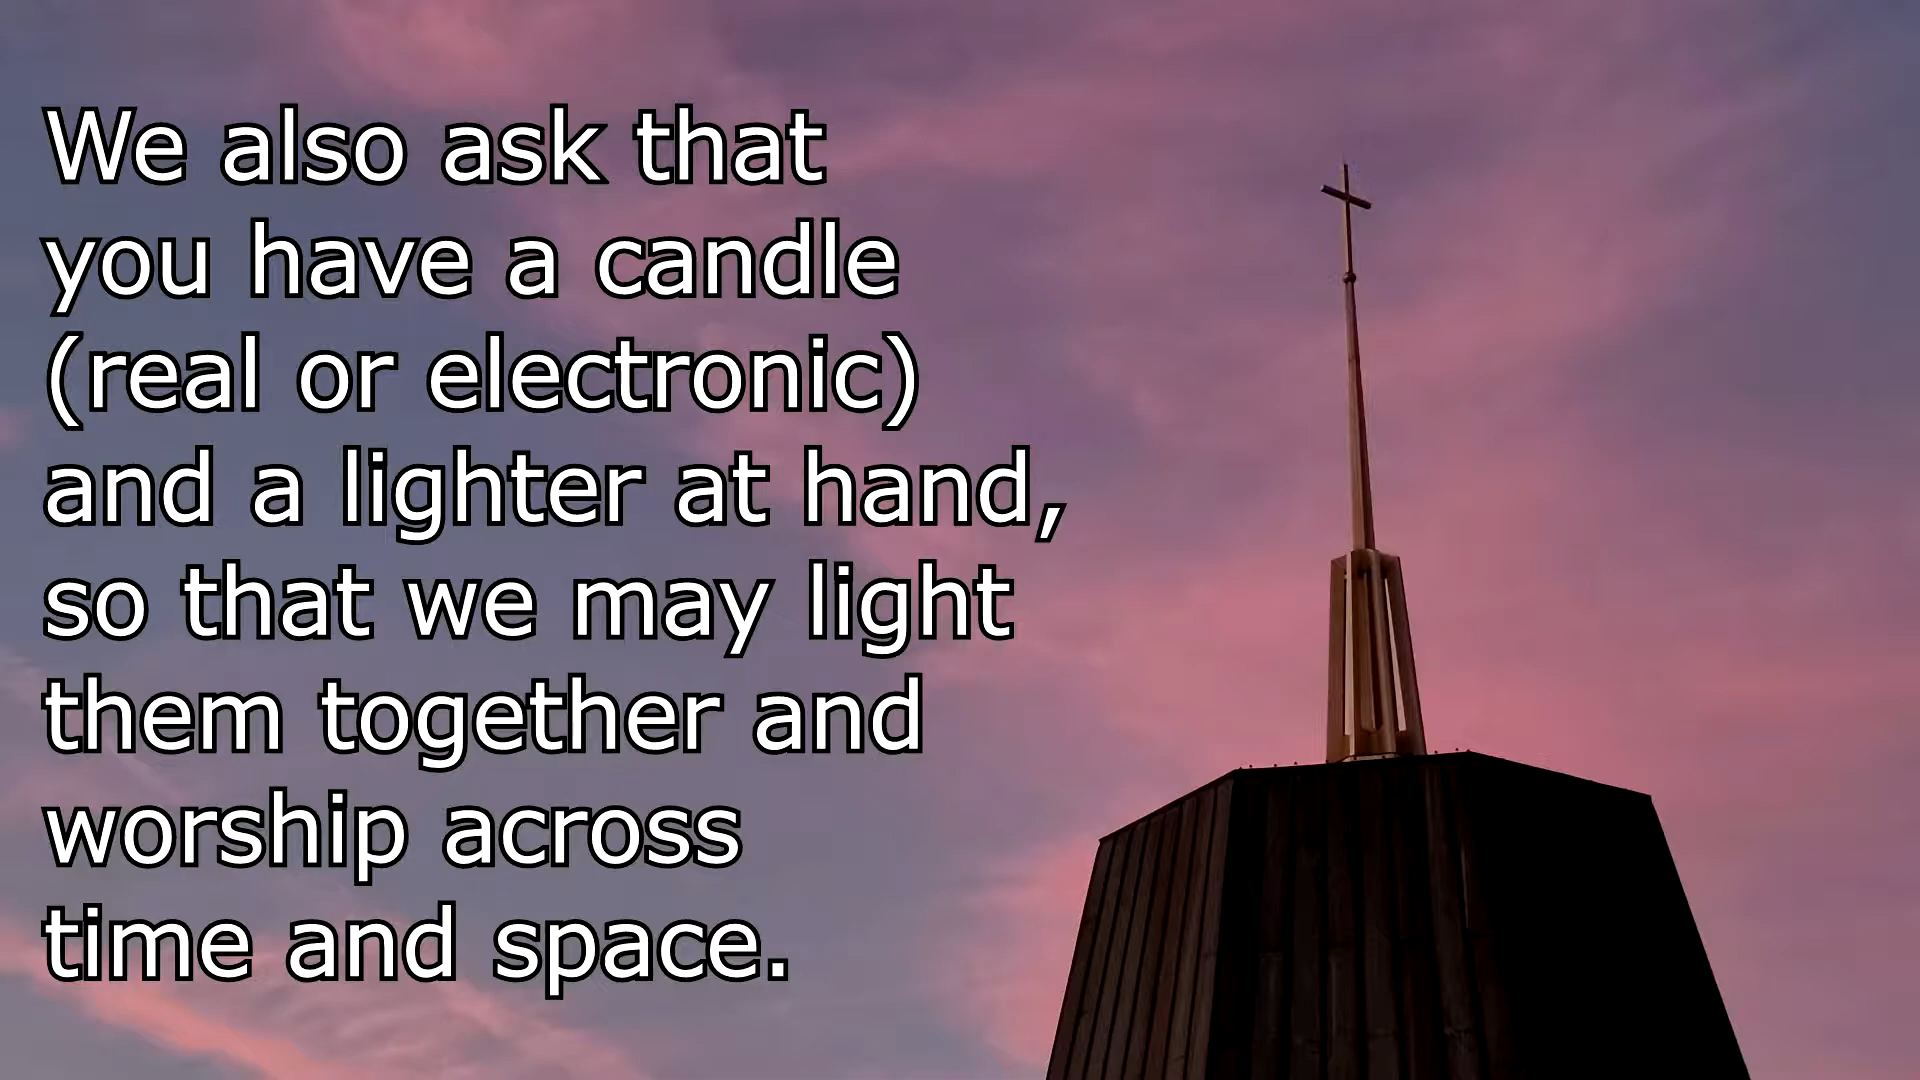 We also ask that
you have a candle
(real or electronic)
and a lighter at hand,
so that we may light
them together and
worship across
time and space.